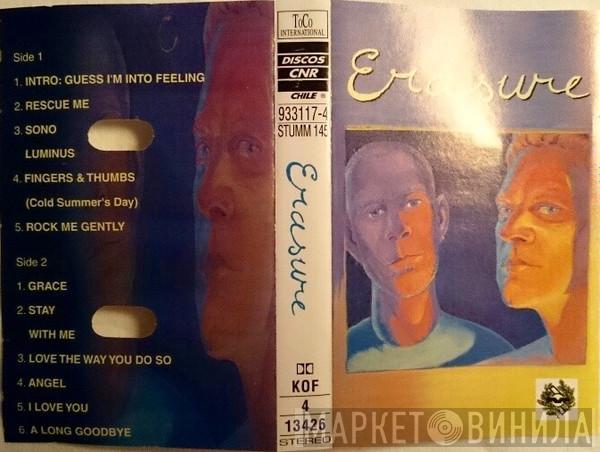 Side 1
1. INTRO: GUESS I'M INTO FEELING
2. RESCUE ME
3. SONO
LUMINUS
4. FINGERS & THUMBS
(Cold Summer's Day)
5. ROCK ME GENTLY
Side 2
1. GRACE
2. STAY
WITH ME
3. LOVE THE WAY YOU DO SO
4. ANGEL
5. I LOVE YOU
6. A LONG GOODBYE
ToCo
INTERNATIONAL
DISCOS
CNR
CHILE
933117-4
STUMM 145
Erasure
KOF
4
13426
STEREO
Erasure
МАРКЕТ ВИНИЛА